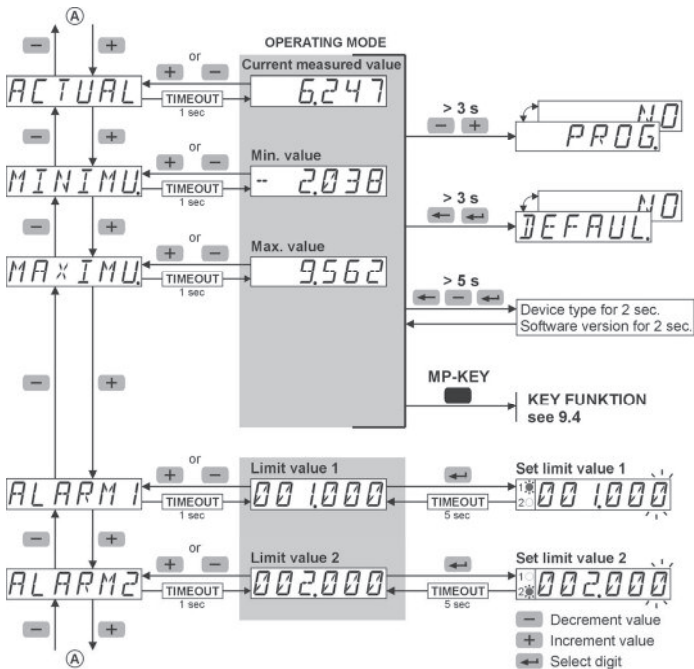 A
− +
or
+ −
OPERATING MODE
Current measured value
ACTUAL
TIMEOUT
1 sec
6.247
> 3 s
− +
NO
PROG.
− +
or
+ −
Min. value
MINIMU.
TIMEOUT
1 sec
- 2.038
> 3 s
NO
DEFAUL.
− +
or
+ −
Max. value
MAXIMU.
TIMEOUT
1 sec
9.562
> 5 s
−
Device type for 2 sec.
Software version for 2 sec.
− +
MP-KEY
KEY FUNKTION
see 9.4
or
+ −
Limit value 1
Set limit value 1
ALARM1
TIMEOUT
1 sec
001.000
TIMEOUT
5 sec
1
2
001.000
− +
or
+ −
Limit value 2
Set limit value 2
ALARM2
TIMEOUT
1 sec
002.000
TIMEOUT
5 sec
1
2
002.000
− +
A
− Decrement value
+ Increment value
Select digit